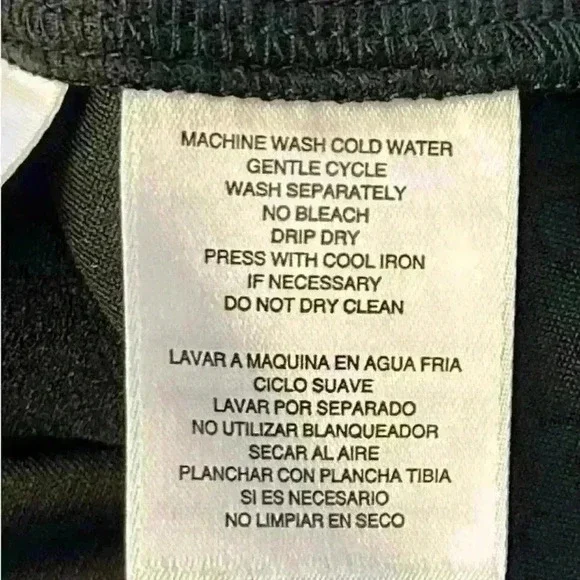 MACHINE WASH COLD WATER
GENTLE CYCLE
WASH SEPARATELY
NO BLEACH
DRIP DRY
PRESS WITH COOL IRON
IF NECESSARY
DO NOT DRY CLEAN
LAVAR A MAQUINA EN AGUA FRIA
CICLO SUAVE
LAVAR POR SEPARADO
NO UTILIZAR BLANQUEADOR
SECAR AL AIRE
PLANCHAR CON PLANCHA TIBIA
SI ES NECESARIO
NO LIMPIAR EN SECO